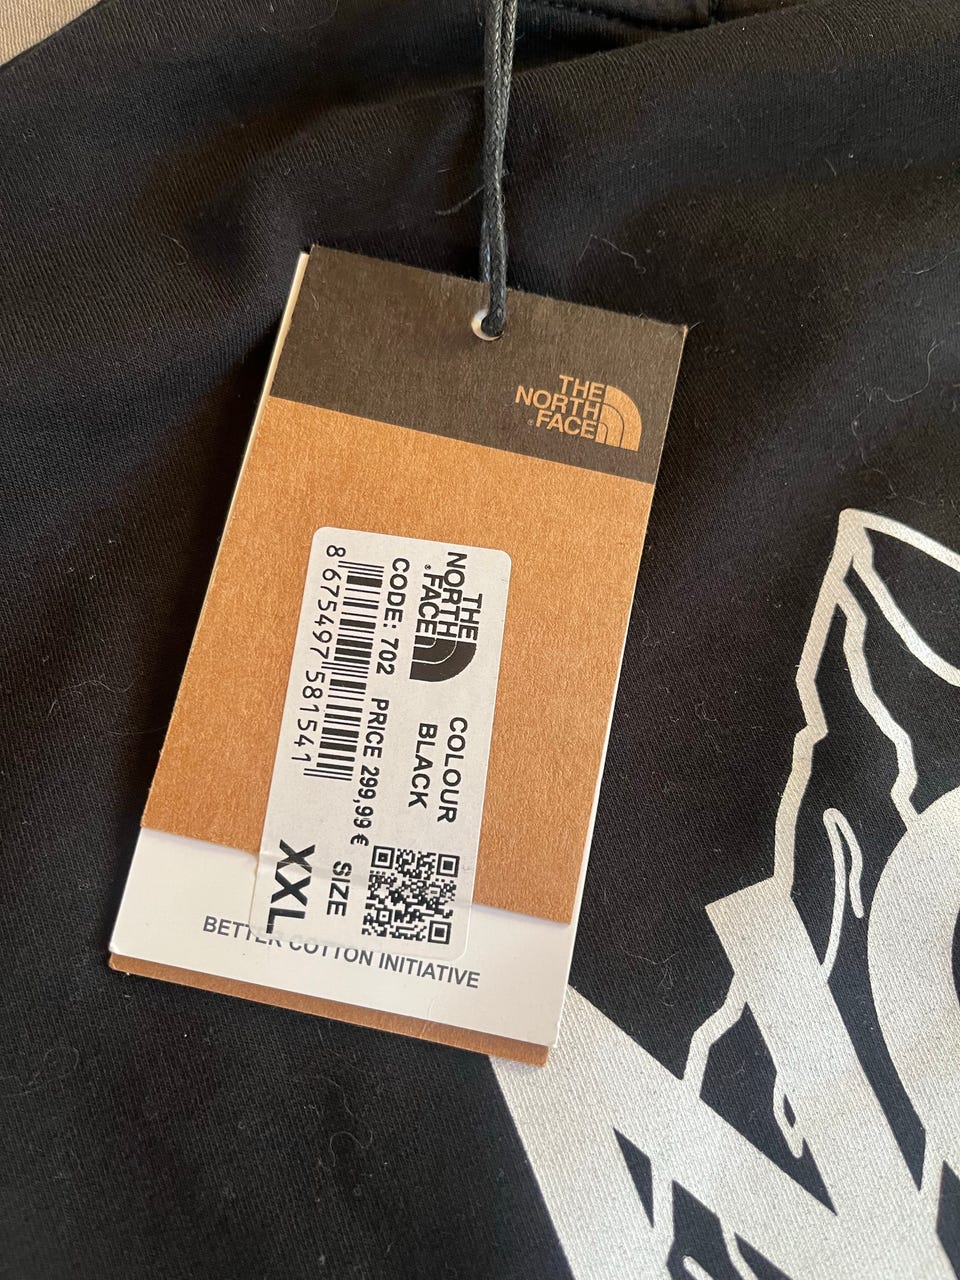 THE
NORTH
FACE
THE
NORTH
FACE
COLOUR
BLACK
CODE: 702 PRICE 299,99 €
8 675497 581541
SIZE
XXL
BETTER COTTON INITIATIVE